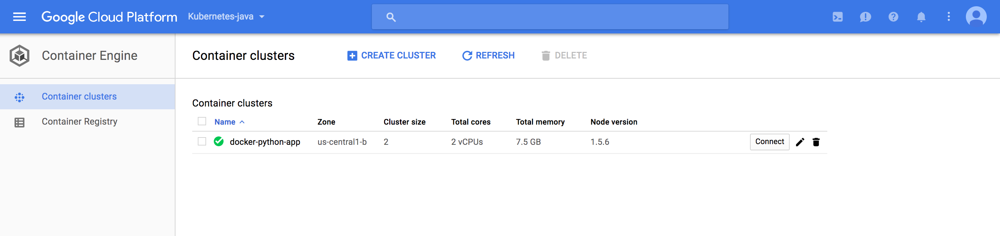 Google Cloud Platform Kubernetes-java
Container Engine
Container clusters CREATE CLUSTER REFRESH DELETE
Container clusters
Container Registry
Container clusters
Name Zone Cluster size Total cores Total memory Node version
docker-python-app us-central1-b 2 2 vCPUs 7.5 GB 1.5.6 Connect